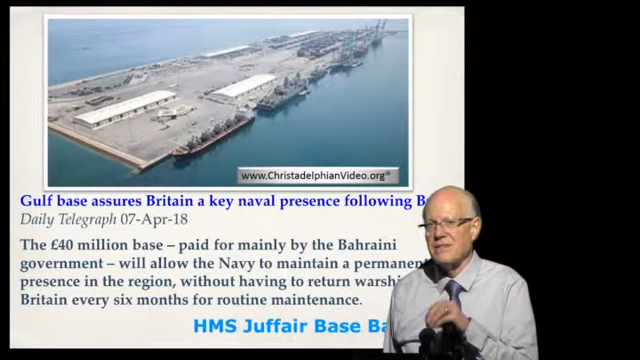 www.ChristadelphianVideo.org®
Gulf base assures Britain a key naval presence following
Daily Telegraph 07-Apr-18
The £40 million base – paid for mainly by the Bahraini
government – will allow the Navy to maintain a permanent
presence in the region, without having to return
Britain every six months for routine maintenance.
HMS Juffair Base